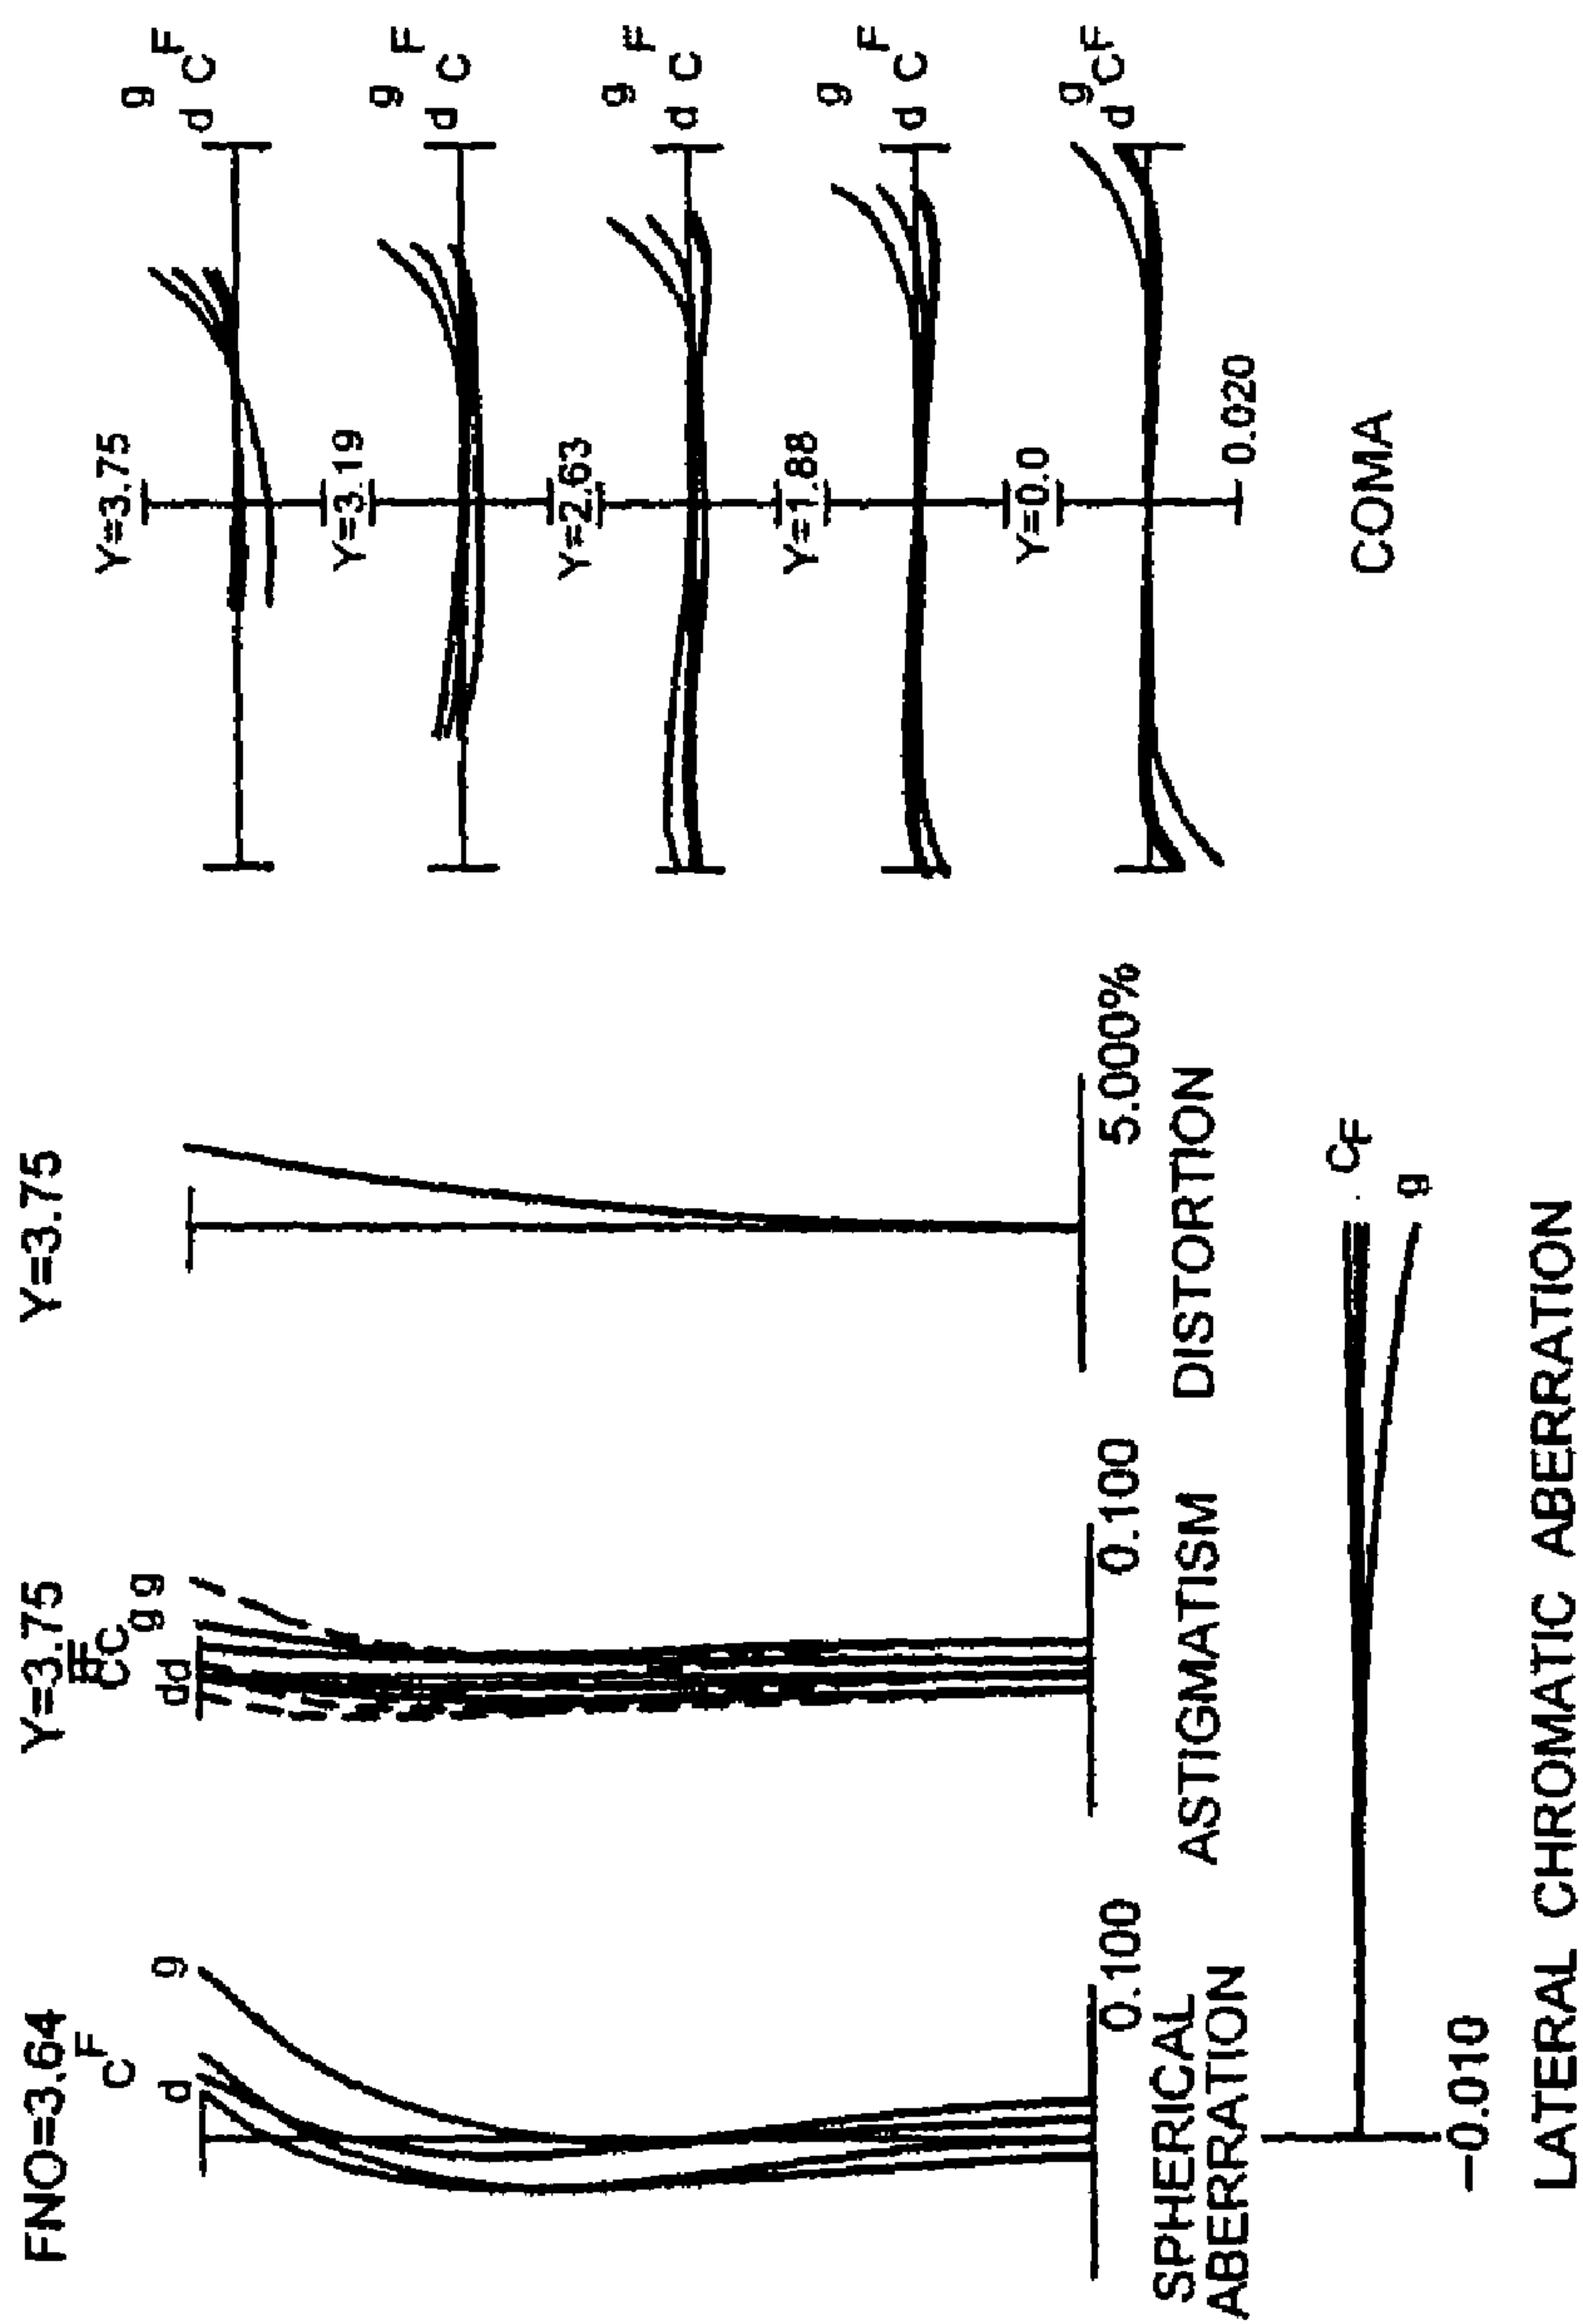 FNO=3.64
F
C
d
g
0.100
SPHERICAL
ABERRATION
Y=3.75
F
F
C
C
g
g
d
d
0.100
ASTIGMATISM
Y=3.75
5.000%
DISTORTION
Y=3.75
g
F
d
C
Y=3.19
g
F
d
C
Y=2.63
g
F
d
C
Y=1.88
g
F
d
C
Y=0.0
g
F
d
C
0.020
COMA
C
F
g
-0.010
LATERAL CHROMATIC ABERRATION